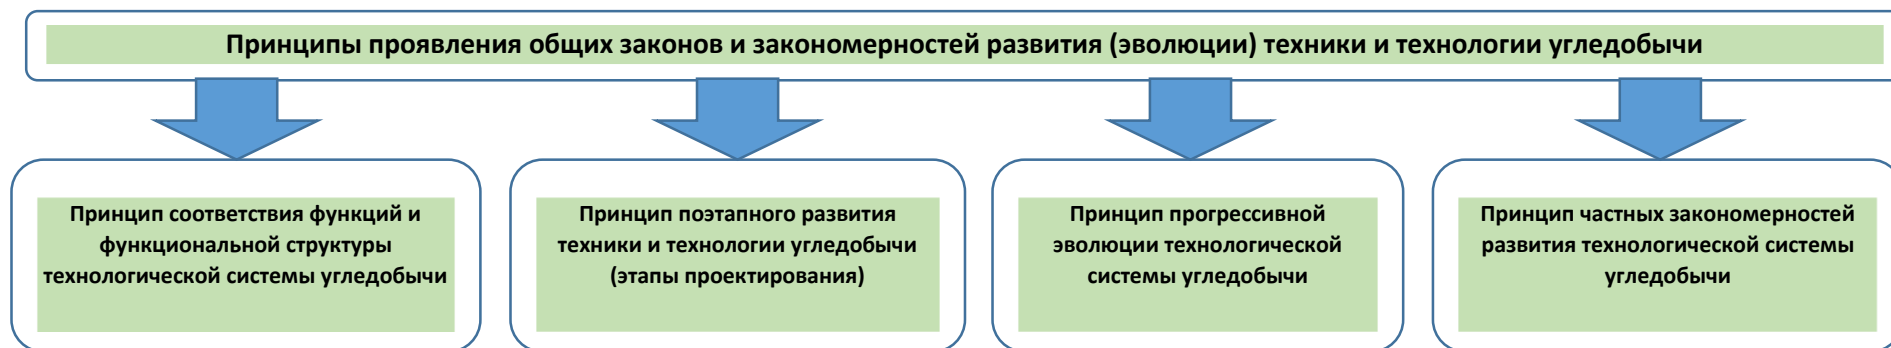 Принципы проявления общих законов и закономерностей развития (эволюции) техники и технологии угледобычи
Принцип соответствия функций и
функциональной структуры
технологической системы угледобычи
Принцип поэтапного развития
техники и технологии угледобычи
(этапы проектирования)
Принцип прогрессивной
эволюции технологической
системы угледобычи
Принцип частных закономерностей
развития технологической системы
угледобычи